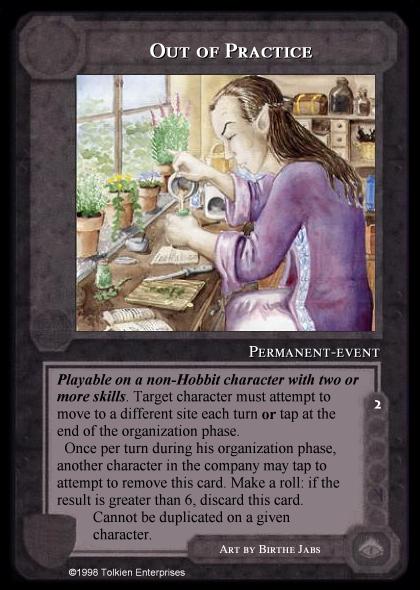 Out of Practice
Permanent-event
Playable on a non-Hobbit character with two or
more skills. Target character must attempt to
move to a different site each turn or tap at the
end of the organization phase.
Once per turn during his organization phase,
another character in the company may tap to
attempt to remove this card. Make a roll: if the
result is greater than 6, discard this card.
Cannot be duplicated on a given
character.
2
Art by Birthe Jabs
©1998 Tolkien Enterprises